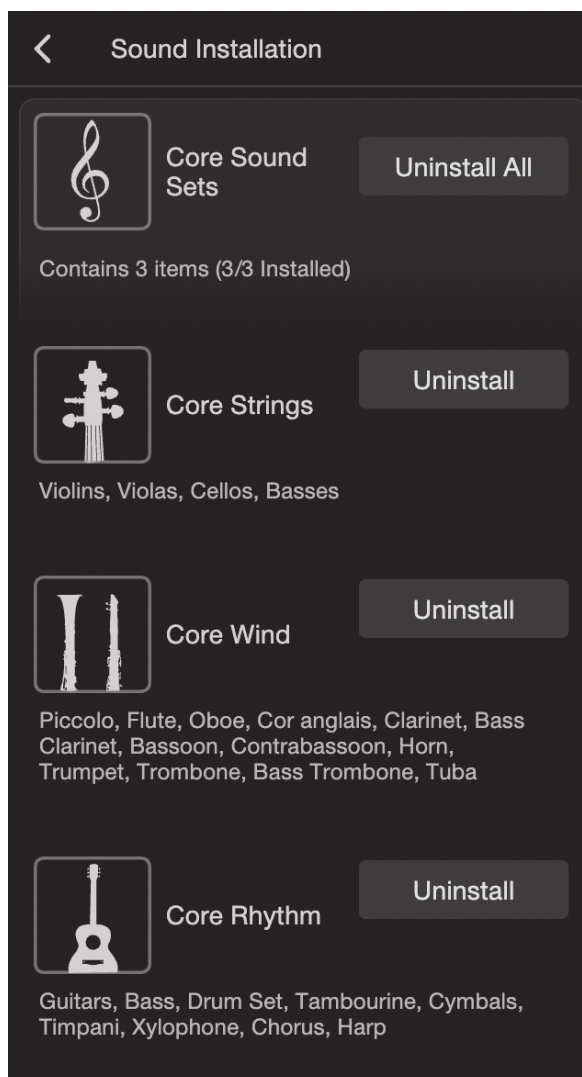 Sound Installation
Core Sound
Sets
Uninstall All
Contains 3 items (3/3 Installed)
Core Strings
Uninstall
Violins, Violas, Cellos, Basses
Core Wind
Uninstall
Piccolo, Flute, Oboe, Cor anglais, Clarinet, Bass
Clarinet, Bassoon, Contrabassoon, Horn,
Trumpet, Trombone, Bass Trombone, Tuba
Core Rhythm
Uninstall
Guitars, Bass, Drum Set, Tambourine, Cymbals,
Timpani, Xylophone, Chorus, Harp